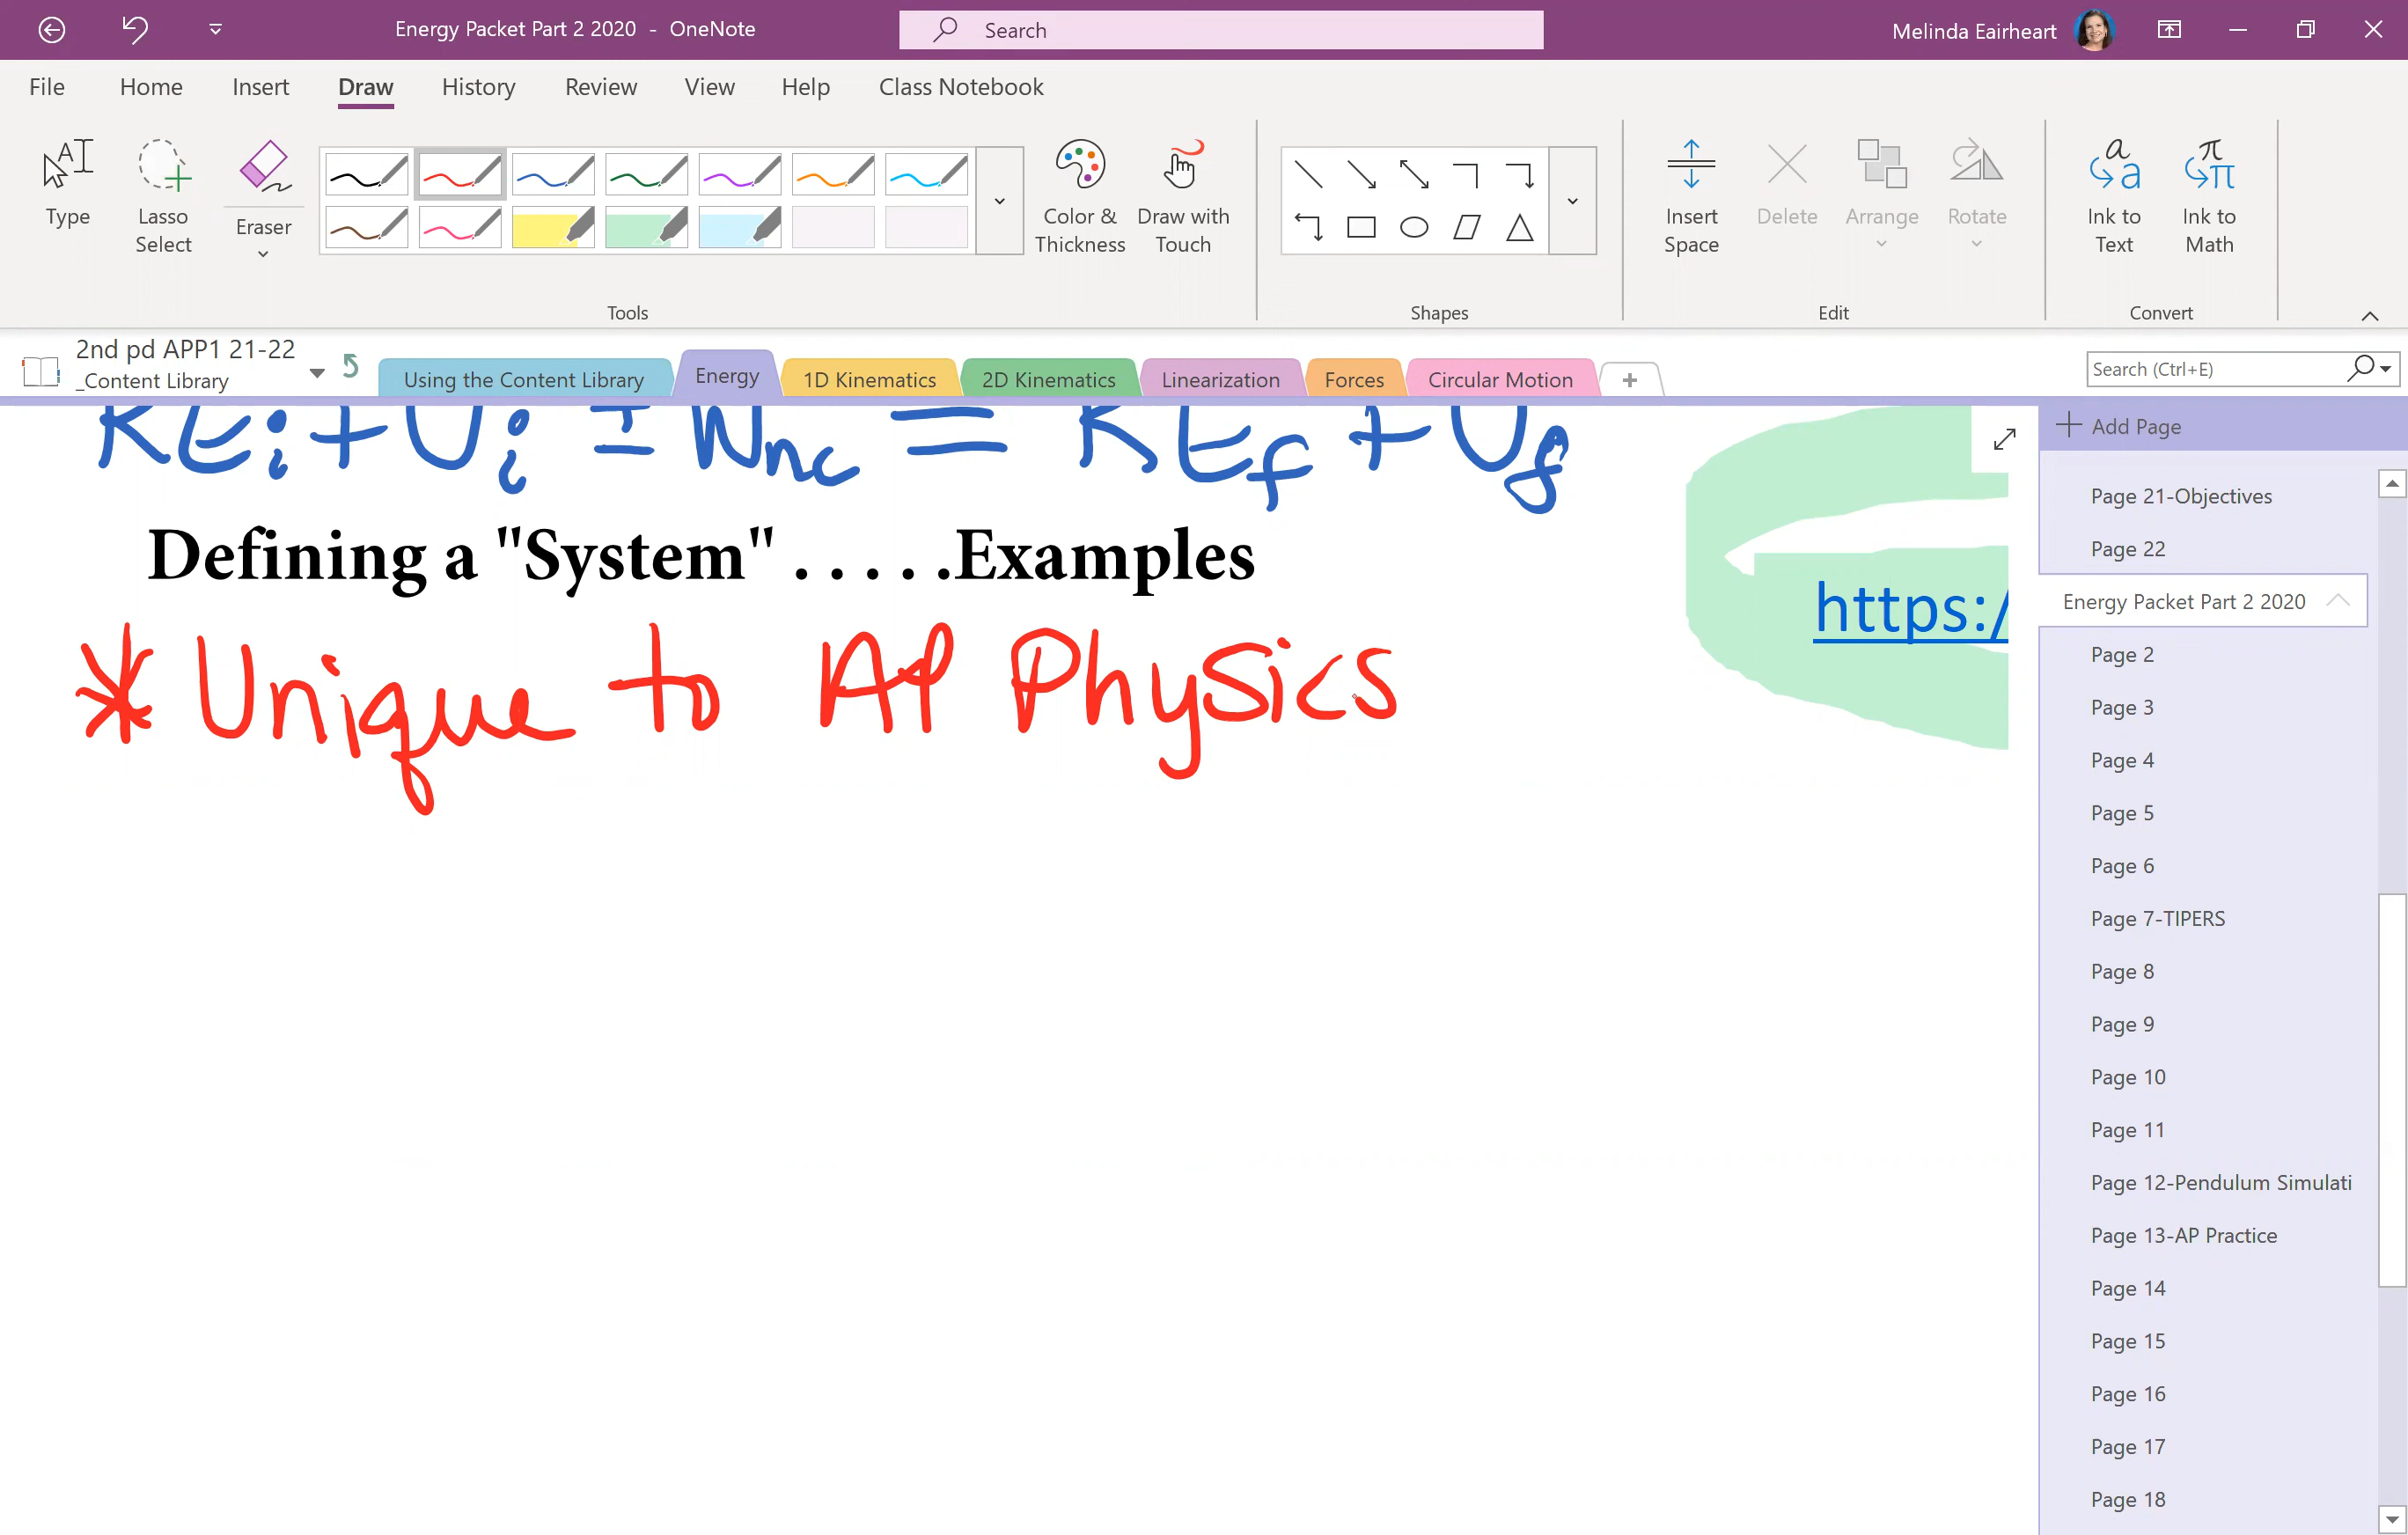 Energy Packet Part 2 2020 - OneNote
Search
Melinda Eairheart
File Home Insert Draw History Review View Help Class Notebook
Type
Lasso Select
Eraser
Color & Thickness
Draw with Touch
Insert Space
Delete
Arrange
Rotate
Ink to Text
Ink to Math
Tools
Shapes
Edit
Convert
2nd pd APP1 21-22
_Content Library
Using the Content Library Energy 1D Kinematics 2D Kinematics Linearization Forces Circular Motion
Search (Ctrl+E)
KEi + Ui ± Wnc = KEf + Uf
Defining a "System" . . . . .Examples
* Unique to AP Physics
https:/
Add Page
Page 21-Objectives
Page 22
Energy Packet Part 2 2020
Page 2
Page 3
Page 4
Page 5
Page 6
Page 7-TIPERS
Page 8
Page 9
Page 10
Page 11
Page 12-Pendulum Simulati
Page 13-AP Practice
Page 14
Page 15
Page 16
Page 17
Page 18